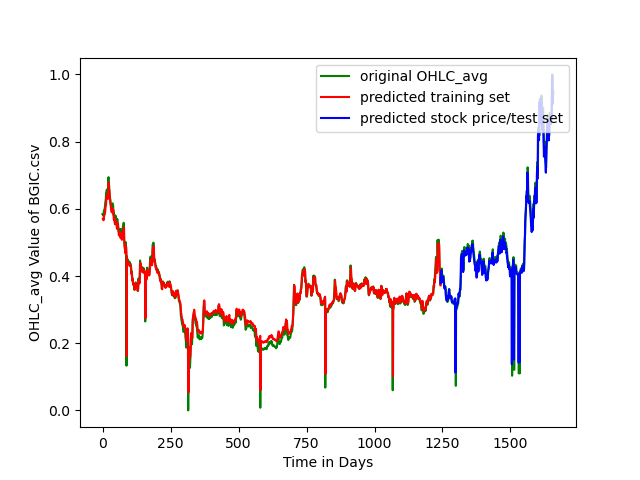 original OHLC_avg
predicted training set
predicted stock price/test set
OHLC_avg Value of BGIC.csv
1.0
0.8
0.6
0.4
0.2
0.0
0 250 500 750 1000 1250 1500
Time in Days